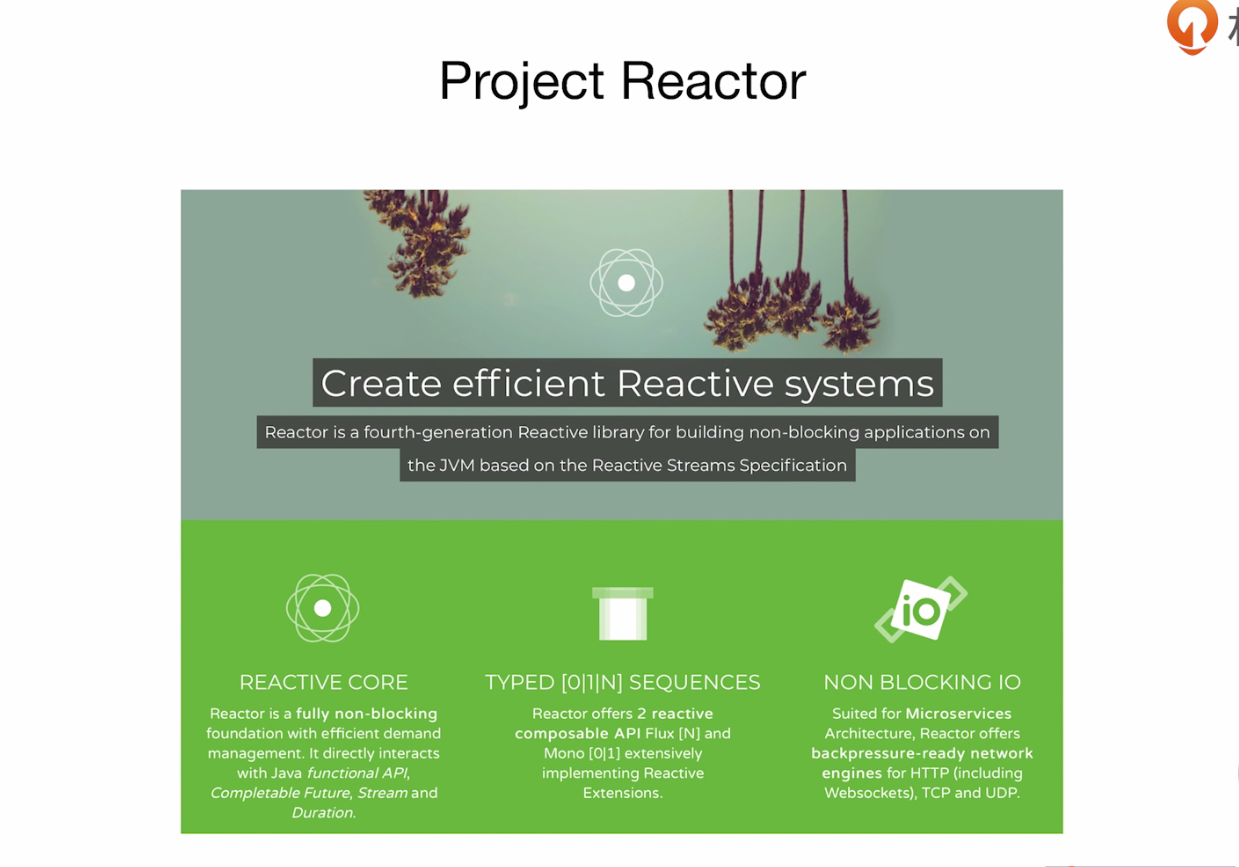 Project Reactor
Create efficient Reactive systems
Reactor is a fourth-generation Reactive library for building non-blocking applications on
the JVM based on the Reactive Streams Specification
iO
REACTIVE CORE
Reactor is a fully non-blocking
foundation with efficient demand
management. It directly interacts
with Java functional API,
Completable Future, Stream and
Duration.
TYPED [0|1|N] SEQUENCES
Reactor offers 2 reactive
composable API Flux [N] and
Mono [0|1] extensively
implementing Reactive
Extensions.
NON BLOCKING IO
Suited for Microservices
Architecture, Reactor offers
backpressure-ready network
engines for HTTP (including
Websockets), TCP and UDP.